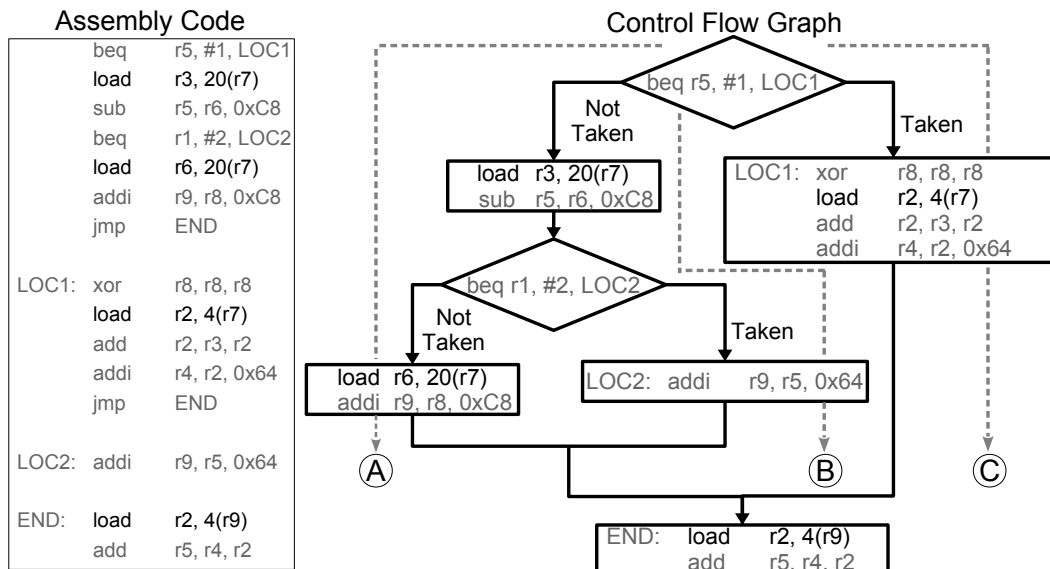 Assembly Code
beq r5, #1, LOC1
load r3, 20(r7)
sub r5, r6, 0xC8
beq r1, #2, LOC2
load r6, 20(r7)
addi r9, r8, 0xC8
jmp END
LOC1: xor r8, r8, r8
load r2, 4(r7)
add r2, r3, r2
addi r4, r2, 0x64
jmp END
LOC2: addi r9, r5, 0x64
END: load r2, 4(r9)
add r5, r4, r2
Control Flow Graph
beq r5, #1, LOC1
Not
Taken
Taken
load r3, 20(r7)
sub r5, r6, 0xC8
LOC1: xor r8, r8, r8
load r2, 4(r7)
add r2, r3, r2
addi r4, r2, 0x64
beq r1, #2, LOC2
Not
Taken
Taken
load r6, 20(r7)
addi r9, r8, 0xC8
LOC2: addi r9, r5, 0x64
A
B
C
END: load r2, 4(r9)
add r5, r4, r2